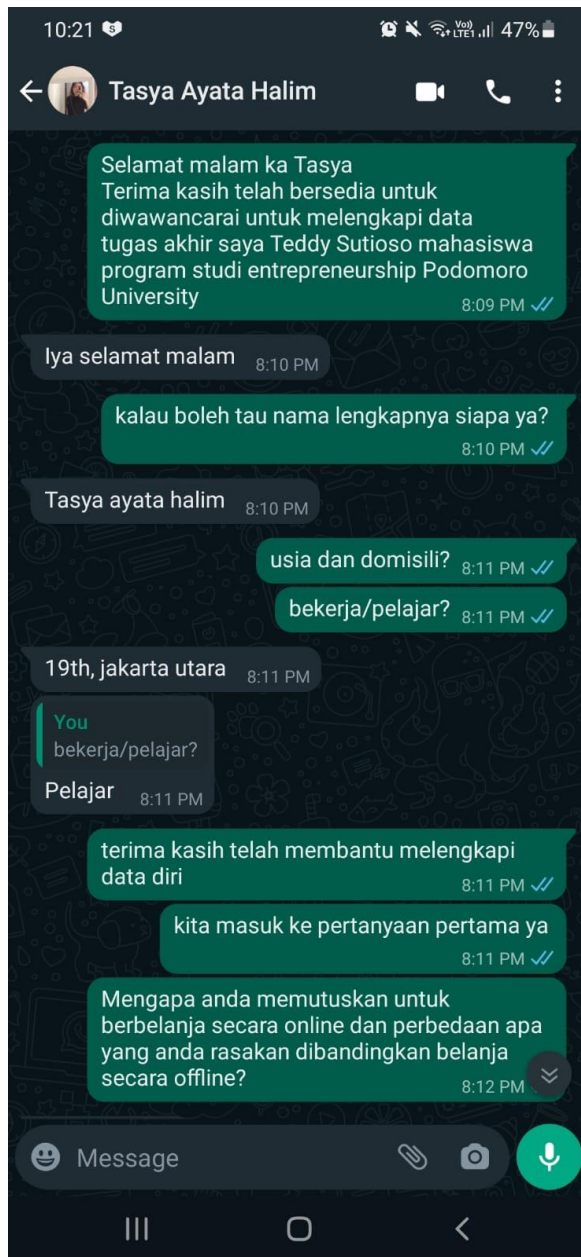 10:21
Vo)) LTE1 47%
Tasya Ayata Halim
Selamat malam ka Tasya
Terima kasih telah bersedia untuk
diwawancarai untuk melengkapi data
tugas akhir saya Teddy Sutioso mahasiswa
program studi entrepreneurship Podomoro
University
8:09 PM
Iya selamat malam 8:10 PM
kalau boleh tau nama lengkapnya siapa ya?
8:10 PM
Tasya ayata halim 8:10 PM
usia dan domisili? 8:11 PM
bekerja/pelajar? 8:11 PM
19th, jakarta utara 8:11 PM
You
bekerja/pelajar?
Pelajar 8:11 PM
terima kasih telah membantu melengkapi
data diri
8:11 PM
kita masuk ke pertanyaan pertama ya
8:11 PM
Mengapa anda memutuskan untuk
berbelanja secara online dan perbedaan apa
yang anda rasakan dibandingkan belanja
secara offline?
8:12 PM
Message